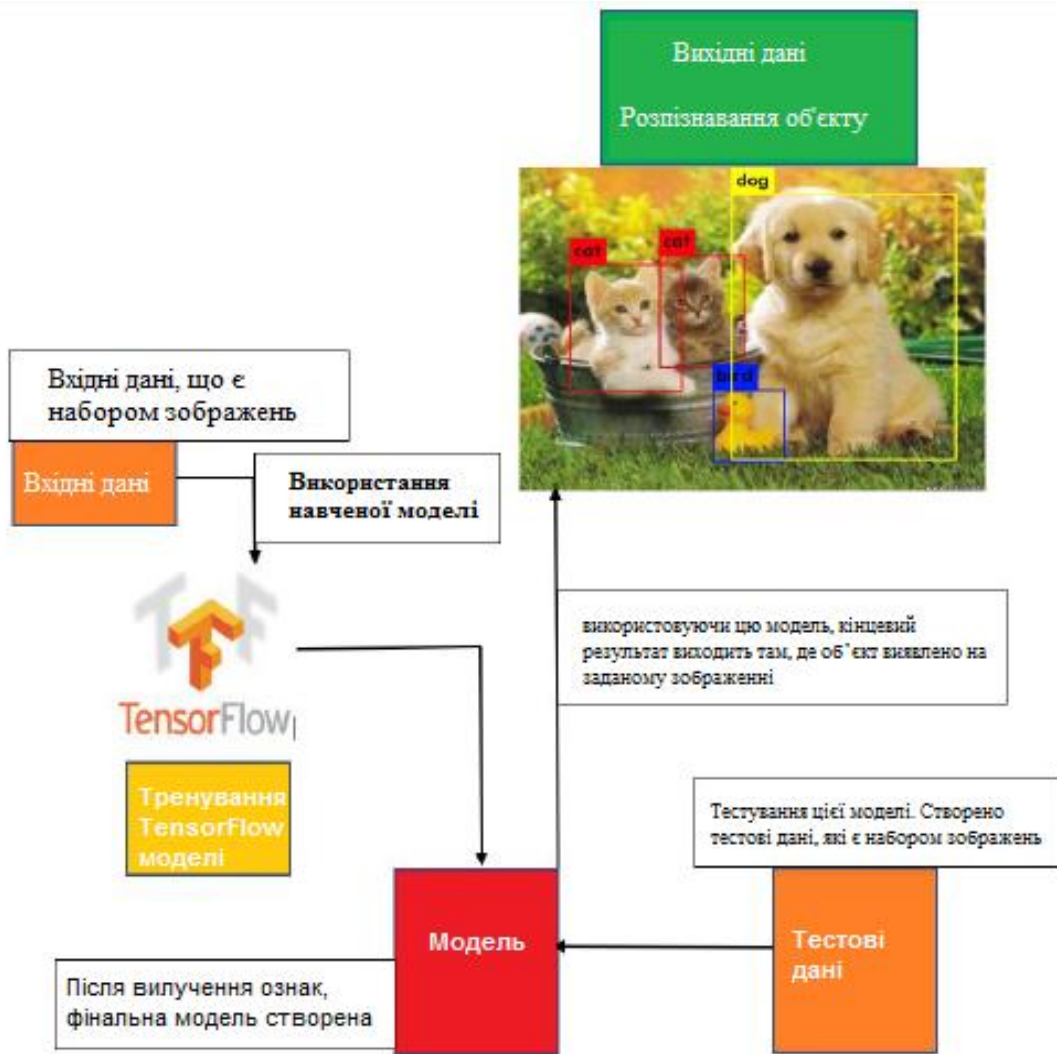 Вихідні дані
Розпізнавання об'єкту
dog
cat
cat
bird
Вхідні дані, що є
набором зображень
Вхідні дані
Використання
навченої моделі
TensorFlow
використовуючи цю модель, кінцевий
результат виходить там, де об"єкт виявлено на
заданому зображенні
Тренування
TensorFlow
моделі
Тестування цієї моделі. Створено
тестові дані, які є набором зображень
Модель
Тестові
дані
Після вилучення ознак,
фінальна модель створена